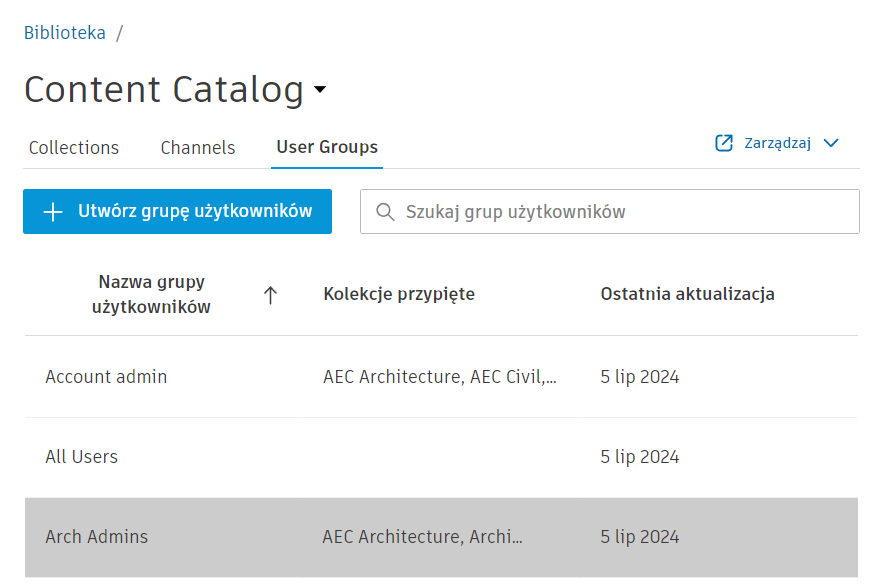 Biblioteka /
Content Catalog
Collections Channels User Groups Zarządzaj
Utwórz grupę użytkowników Szukaj grup użytkowników
Nazwa grupy
użytkowników Kolekcje przypięte Ostatnia aktualizacja
Account admin AEC Architecture, AEC Civil,... 5 lip 2024
All Users 5 lip 2024
Arch Admins AEC Architecture, Archi... 5 lip 2024